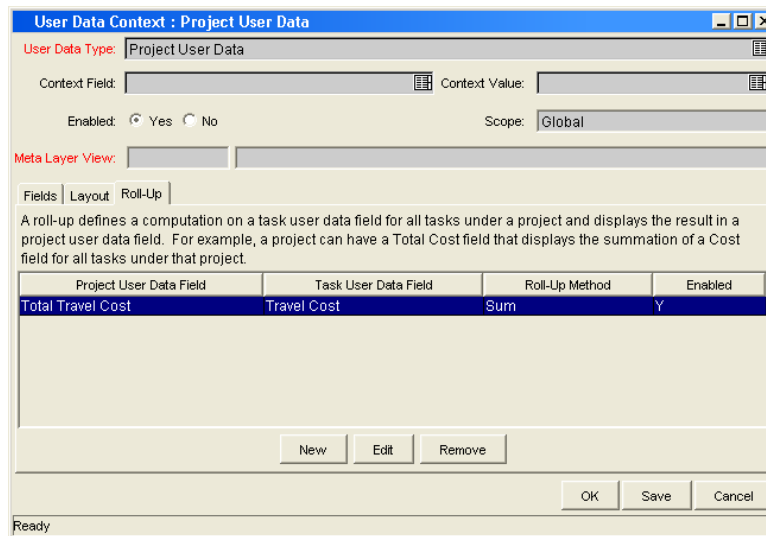 User Data Context : Project User Data
User Data Type: Project User Data
Context Field: Context Value:
Enabled: Yes No Scope: Global
Meta Layer View:
Fields Layout Roll-Up
A roll-up defines a computation on a task user data field for all tasks under a project and displays the result in a
project user data field. For example, a project can have a Total Cost field that displays the summation of a Cost
field for all tasks under that project.
Project User Data Field Task User Data Field Roll-Up Method Enabled
Total Travel Cost Travel Cost Sum Y
New Edit Remove
OK Save Cancel
Ready